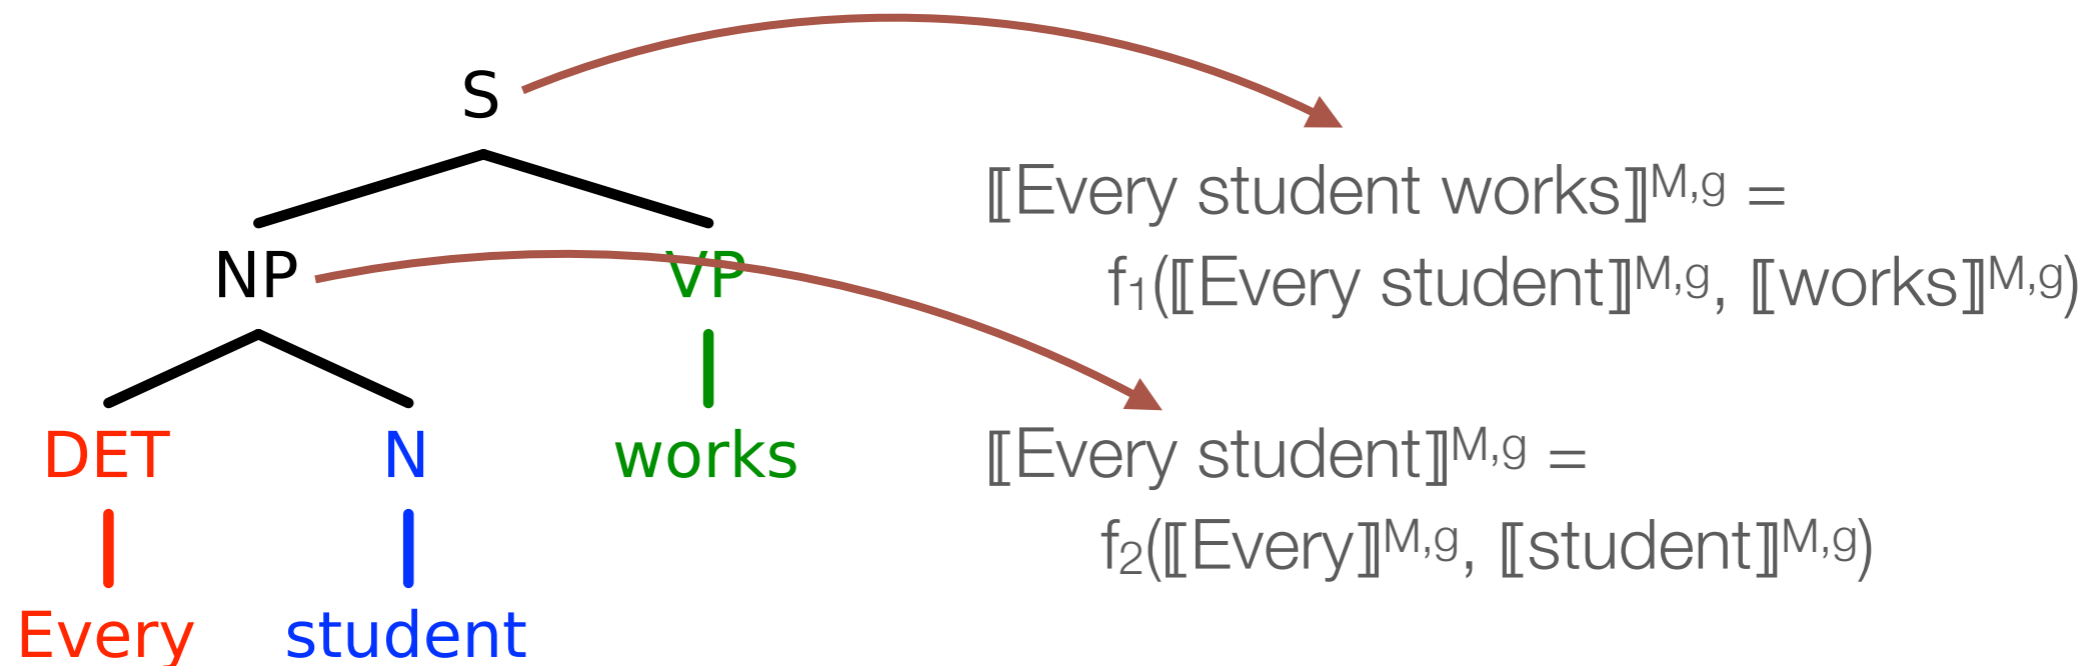 S
⟦Every student works⟧M,g =
NP VP
f1(⟦Every student⟧M,g, ⟦works⟧M,g)
DET N works
⟦Every student⟧M,g =
f2(⟦Every⟧M,g, ⟦student⟧M,g)
Every student